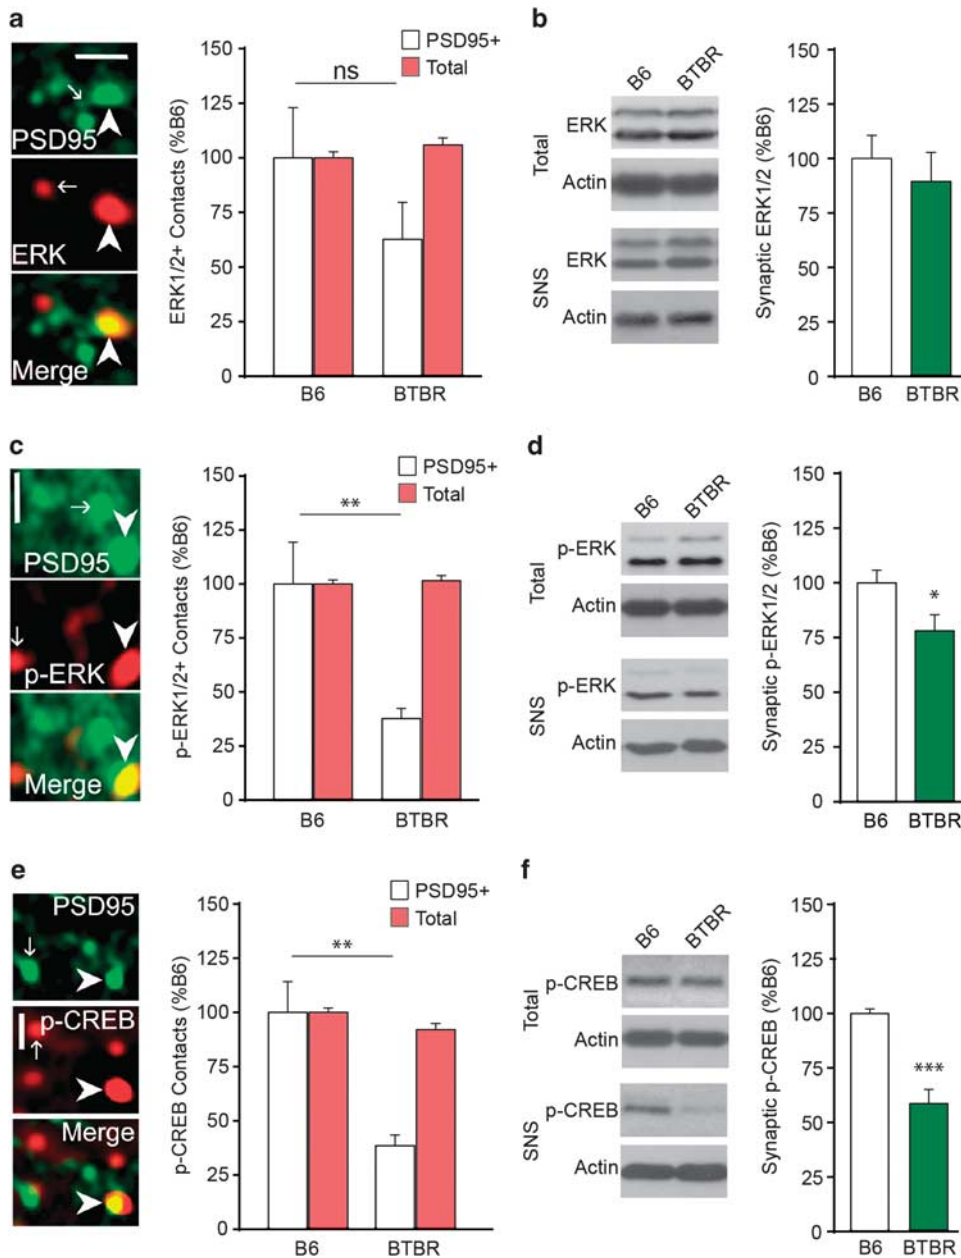 a
PSD95
ERK
Merge
ERK1/2+ Contacts (%B6)
150
125
100
75
50
25
0
ns
PSD95+
Total
B6
BTBR
b
B6
BTBR
Total
ERK
Actin
SNS
ERK
Actin
Synaptic ERK1/2 (%B6)
150
125
100
75
50
25
0
B6
BTBR
c
PSD95
p-ERK
Merge
p-ERK1/2+ Contacts (%B6)
150
125
100
75
50
25
0
**
PSD95+
Total
B6
BTBR
d
B6
BTBR
Total
p-ERK
Actin
SNS
p-ERK
Actin
Synaptic p-ERK1/2 (%B6)
150
125
100
75
50
25
0
*
B6
BTBR
e
PSD95
p-CREB
Merge
p-CREB Contacts (%B6)
150
125
100
75
50
25
0
**
PSD95+
Total
B6
BTBR
f
B6
BTBR
Total
p-CREB
Actin
SNS
p-CREB
Actin
Synaptic p-CREB (%B6)
150
125
100
75
50
25
0
***
B6
BTBR